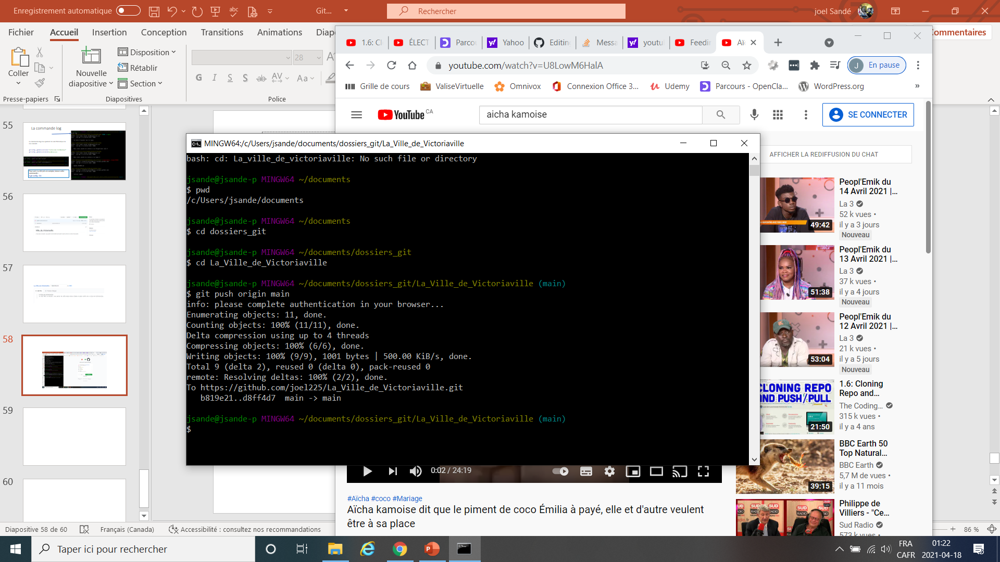 Enregistrement automatique
Git...
Rechercher
joel Sandé
Fichier Accueil Insertion Conception Transitions Animations Diap
Commentaires
Coller
Nouvelle diapositive
Disposition
Rétablir
Section
28
G I S S ab AV Aa
Presse-papiers
Diapositives
Police
ÉLECT
Parco
Yahoo
Editin
Messa
youtu
Feedin
youtube.com/watch?v=U8LowM6HalA
J En pause
Grille de cours
ValiseVirtuelle
Omnivox
Connexion Office 3...
Udemy
Parcours - OpenCla...
WordPress.org
»
YouTube CA
aicha kamoise
SE CONNECTER
55
La commande log
56
57
58
59
60
MINGW64:/c/Users/jsande/documents/dossiers_git/La_Ville_de_Victoriaville
bash: cd: La_ville_de_victoriaville: No such file or directory
jsande@jsande-p MINGW64 ~/documents
$ pwd
/c/Users/jsande/documents
jsande@jsande-p MINGW64 ~/documents
$ cd dossiers_git
jsande@jsande-p MINGW64 ~/documents/dossiers_git
$ cd La_Ville_de_Victoriaville
jsande@jsande-p MINGW64 ~/documents/dossiers_git/La_Ville_de_Victoriaville (main)
$ git push origin main
info: please complete authentication in your browser...
Enumerating objects: 11, done.
Counting objects: 100% (11/11), done.
Delta compression using up to 4 threads
Compressing objects: 100% (6/6), done.
Writing objects: 100% (9/9), 1001 bytes | 500.00 KiB/s, done.
Total 9 (delta 2), reused 0 (delta 0), pack-reused 0
remote: Resolving deltas: 100% (2/2), done.
To https://github.com/joel225/La_Ville_de_Victoriaville.git
b819e21..d8ff4d7  main -> main
jsande@jsande-p MINGW64 ~/documents/dossiers_git/La_Ville_de_Victoriaville (main)
$
AFFICHER LA REDIFFUSION DU CHAT
Peopl'Emik du
14 Avril 2021 |...
La 3
52 k vues •
il y a 3 jours
Nouveau
49:42
Peopl'Emik du
13 Avril 2021 |...
La 3
37 k vues •
il y a 4 jours
Nouveau
51:38
Peopl'Emik du
12 Avril 2021 |...
La 3
21 k vues •
il y a 5 jours
Nouveau
53:04
CLONING REPO
AND PUSH/PULL
21:50
1.6: Cloning
Repo and...
The Coding...
315 k vues •
il y a 4 ans
BBC Earth 50
Top Natural...
BBC Earth
5,7 M de vues •
il y a 11 mois
39:15
Philippe de
Villiers - "Ce...
Sud Radio
573 k vues •
0:02 / 24:19
#Aïcha #coco #Mariage
Aïcha kamoise dit que le piment de coco Émilia à payé, elle et d'autre veulent
être à sa place
Diapositive 58 de 60
Français (Canada)
Accessibilité : consultez nos recommandations
86 %
Taper ici pour rechercher
FRA
CAFR
01:22
2021-04-18